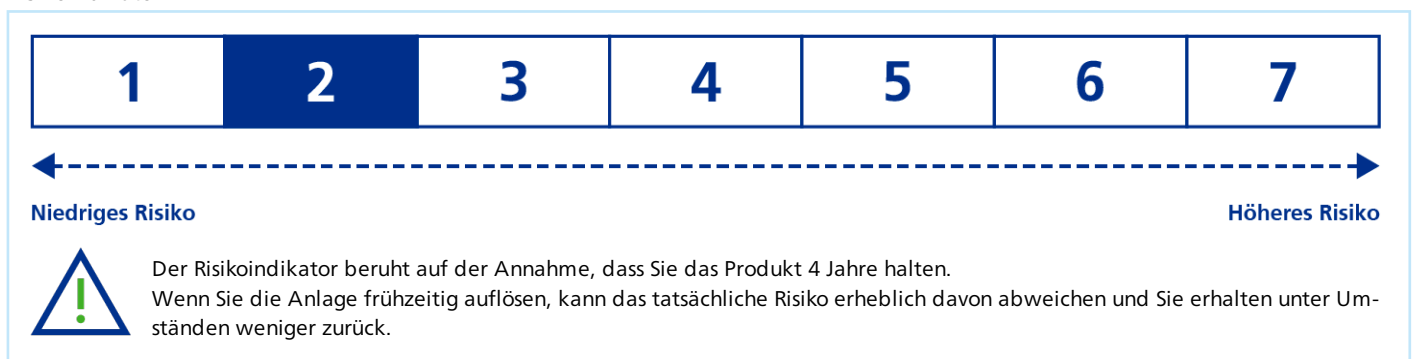 1 2 3 4 5 6 7
Niedriges Risiko Höheres Risiko
Der Risikoindikator beruht auf der Annahme, dass Sie das Produkt 4 Jahre halten.
Wenn Sie die Anlage frühzeitig auflösen, kann das tatsächliche Risiko erheblich davon abweichen und Sie erhalten unter Um-
ständen weniger zurück.